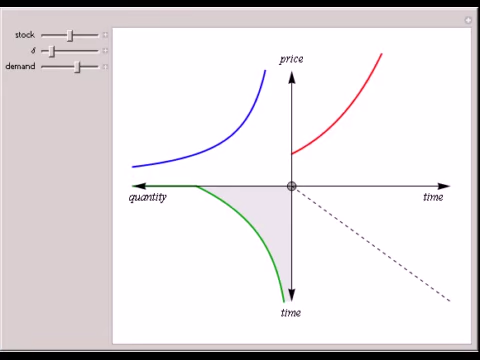 stock
δ
demand
price
quantity
time
time